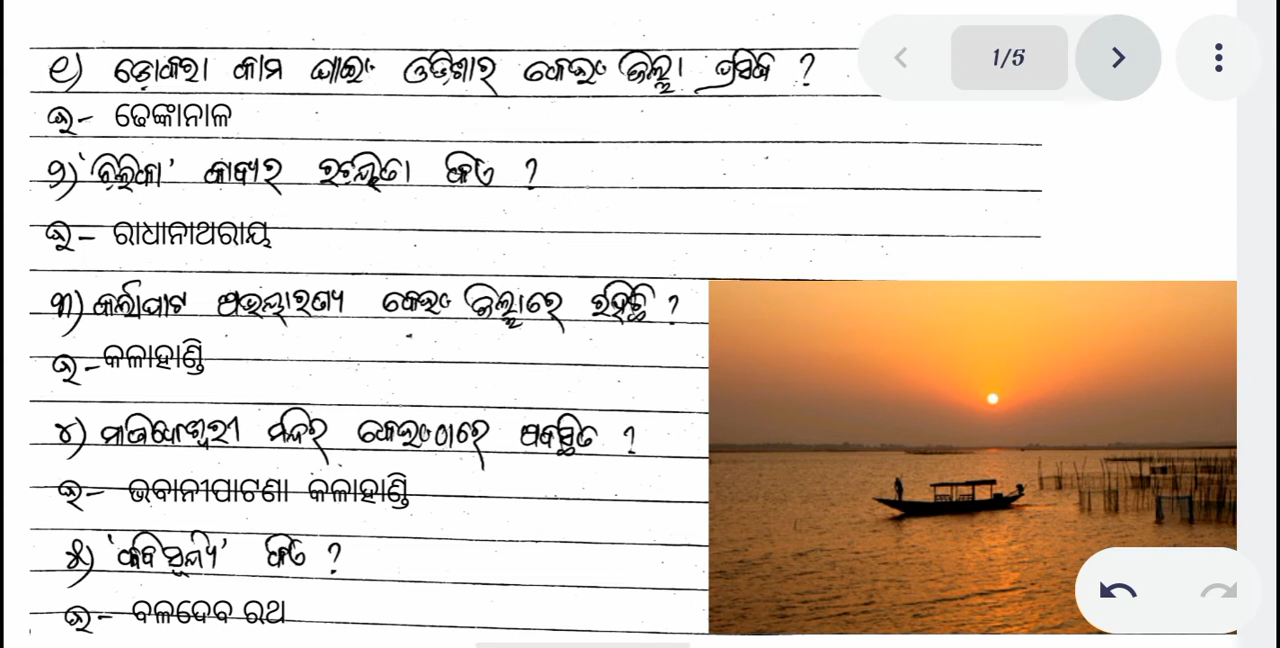 ୧) ଡ଼ୋକରା କାମ ପାଇଂ ଓଡିଶାର କେଉଂ ଜିଲ୍ଲା ପ୍ରସିଦ୍ଧ ?
1/5
ଉ- ଢେଙ୍କାନାଳ
୨) 'ଚିଲିକା' କାବ୍ୟର ରଚୟିତା କିଏ ?
ଉ- ରାଧାନାଥରାୟ
୩) କର୍ଲାପାଟ ଅଭୟାରଣ୍ୟ କେଉଂ ଜିଲ୍ଲାରେ ରହିଛି ?
ଉ- କଳାହାଣ୍ଡି
୪) ମାଣିକେଶ୍ୱରୀ ମନ୍ଦିର କେଉଂଠାରେ ଅବସ୍ଥିତ ?
ଉ- ଭବାନୀପାଟଣା କଳାହାଣ୍ଡି
୫) 'କବିସୂର୍ଯ୍ୟ' କିଏ ?
ଉ- ବଳଦେବ ରଥ